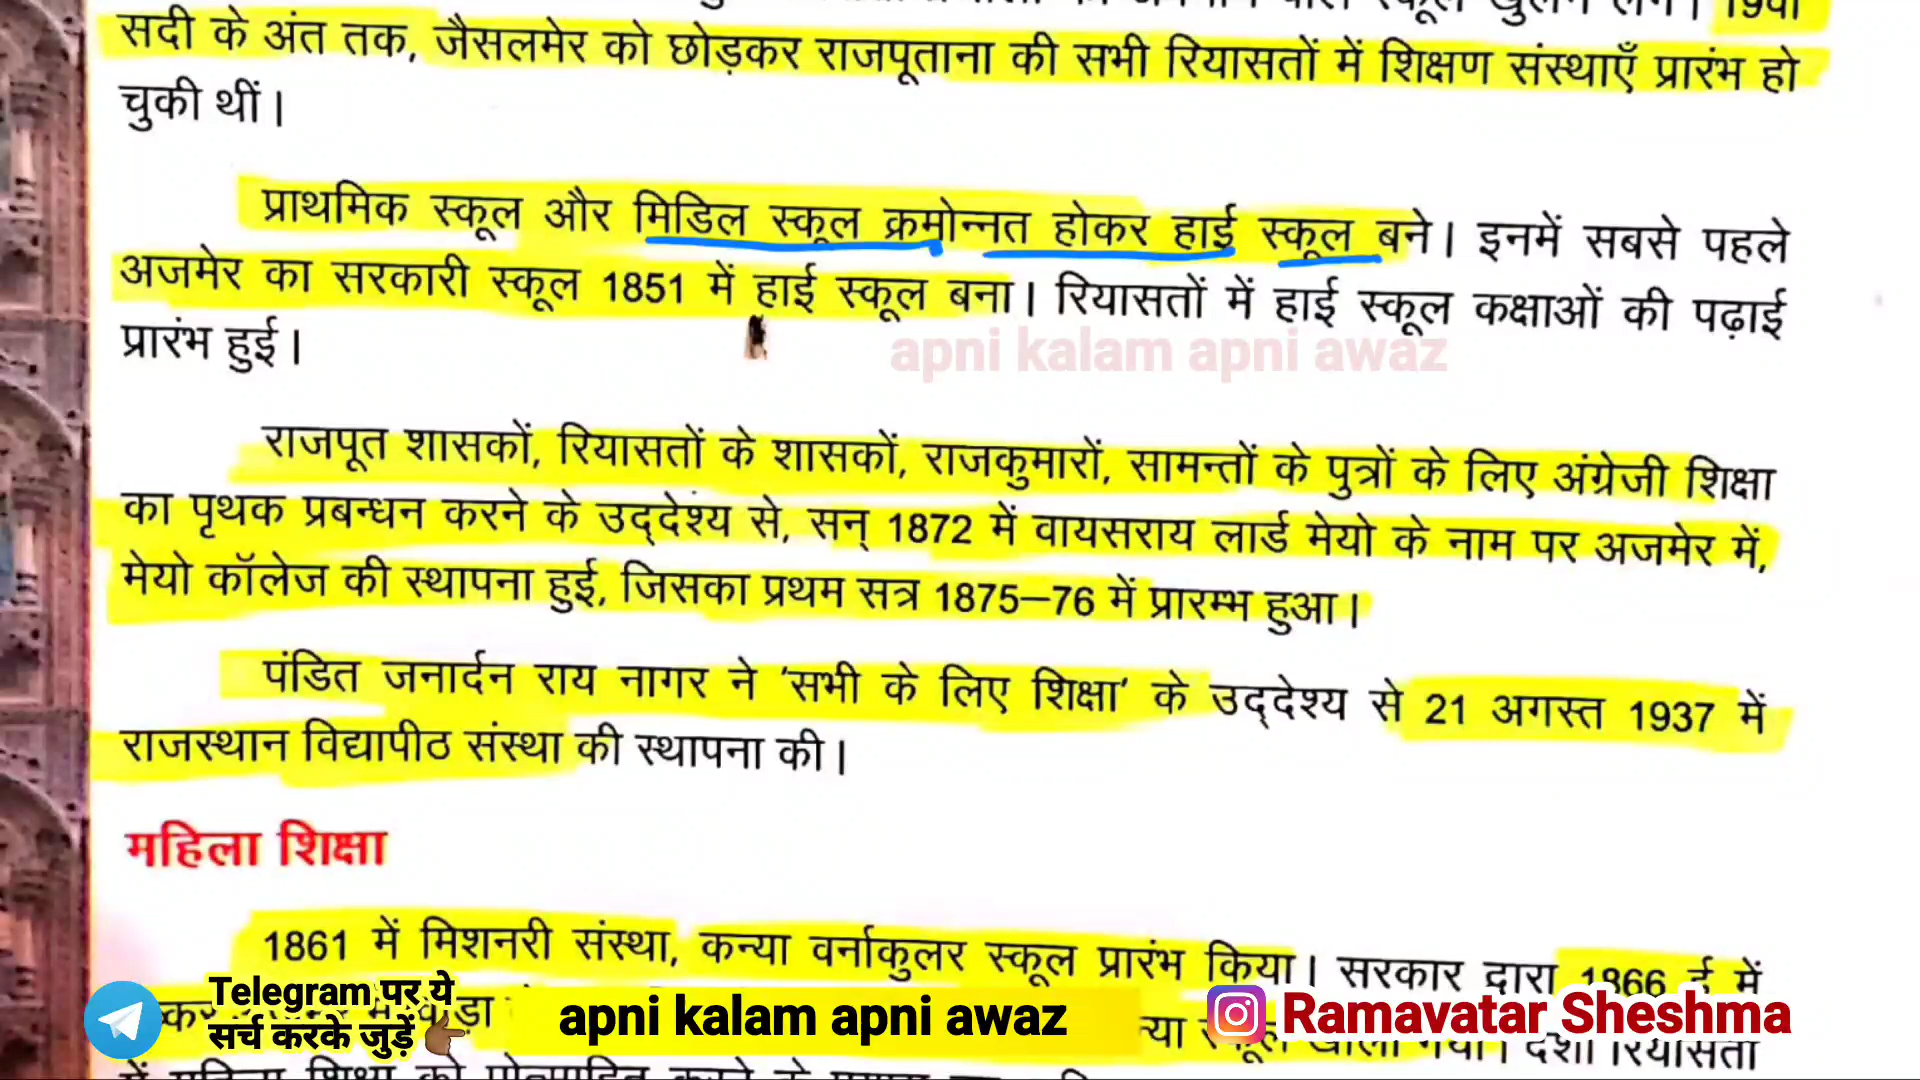 19वीं
सदी के अंत तक, जैसलमेर को छोड़कर राजपूताना की सभी रियासतों में शिक्षण संस्थाएँ प्रारंभ हो
चुकी थीं।
प्राथमिक स्कूल और मिडिल स्कूल क्रमोन्नत होकर हाई स्कूल बने। इनमें सबसे पहले
अजमेर का सरकारी स्कूल 1851 में हाई स्कूल बना। रियासतों में हाई स्कूल कक्षाओं की पढ़ाई
प्रारंभ हुई।
apni kalam apni awaz
राजपूत शासकों, रियासतों के शासकों, राजकुमारों, सामन्तों के पुत्रों के लिए अंग्रेजी शिक्षा
का पृथक प्रबन्धन करने के उद्देश्य से, सन् 1872 में वायसराय लार्ड मेयो के नाम पर अजमेर में,
मेयो कॉलेज की स्थापना हुई, जिसका प्रथम सत्र 1875–76 में प्रारम्भ हुआ।
पंडित जनार्दन राय नागर ने 'सभी के लिए शिक्षा' के उद्देश्य से 21 अगस्त 1937 में
राजस्थान विद्यापीठ संस्था की स्थापना की।
महिला शिक्षा
1861 में मिशनरी संस्था, कन्या वर्नाकुलर स्कूल प्रारंभ किया। सरकार द्वारा 1866 ई में
Telegram पर ये
सर्च करके जुड़ें
apni kalam apni awaz
Ramavatar Sheshma